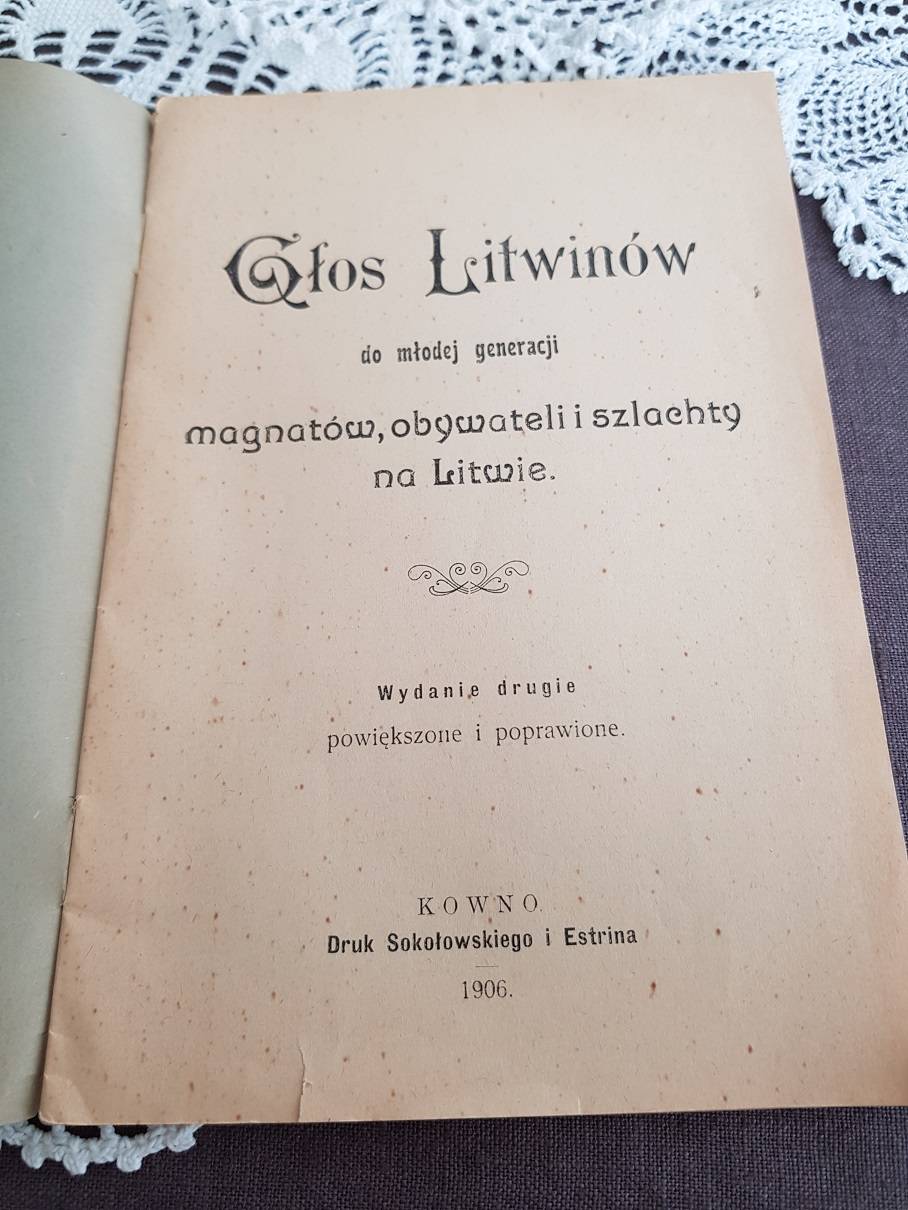 Głos Litwinów
do młodej generacji
magnatów, obywateli i szlachty
na Litwie.
Wydanie drugie
powiększone i poprawione.
KOWNO.
Druk Sokołowskiego i Estrina
1906.